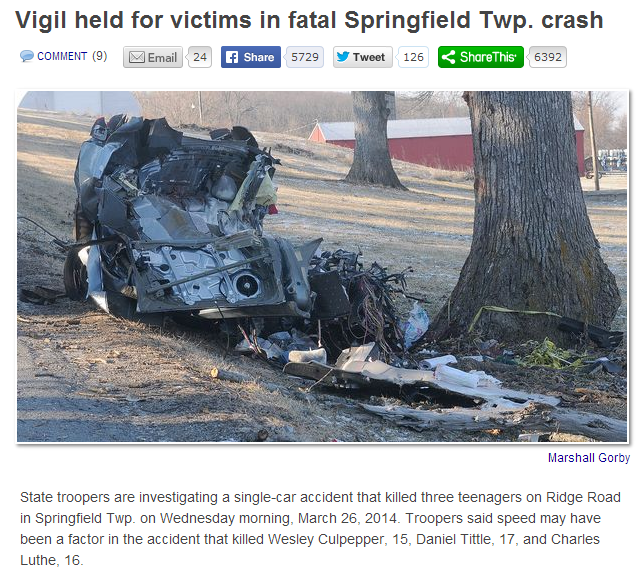 Vigil held for victims in fatal Springfield Twp. crash
COMMENT (9) Email 24 Share 5729 Tweet 126 ShareThis 6392
Marshall Gorby
State troopers are investigating a single-car accident that killed three teenagers on Ridge Road
in Springfield Twp. on Wednesday morning, March 26, 2014. Troopers said speed may have
been a factor in the accident that killed Wesley Culpepper, 15, Daniel Tittle, 17, and Charles
Luthe, 16.